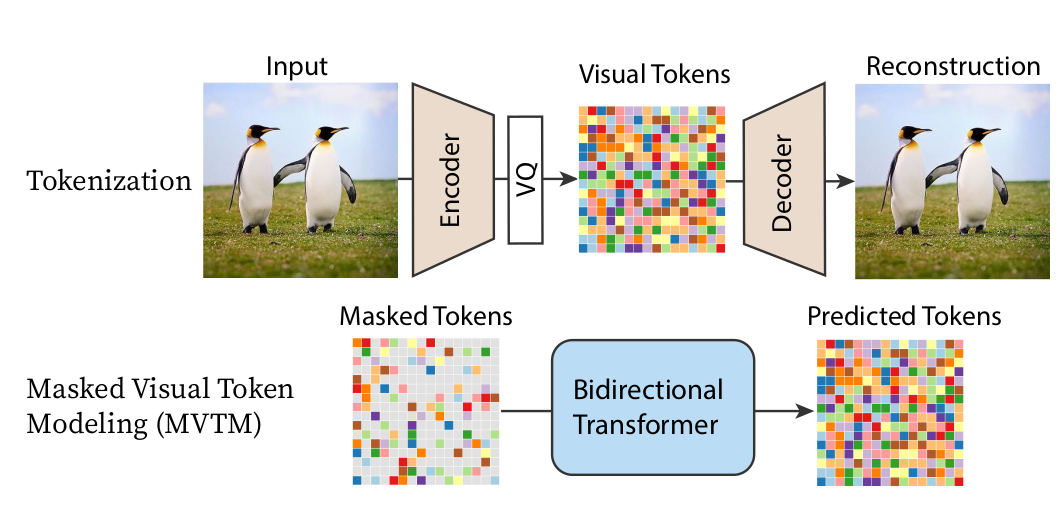 Input
Visual Tokens
Reconstruction
Tokenization
Encoder
VQ
Decoder
Masked Tokens
Predicted Tokens
Masked Visual Token
Modeling (MVTM)
Bidirectional
Transformer